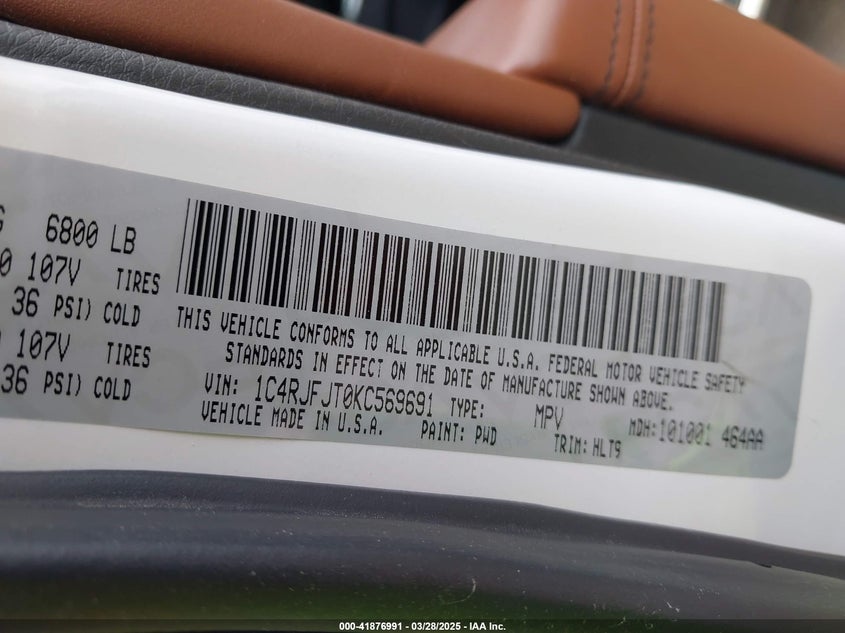 6800 LB
0 107V TIRES
36 PSI) COLD
107V TIRES
36 PSI) COLD
THIS VEHICLE CONFORMS TO ALL APPLICABLE U.S.A. FEDERAL MOTOR VEHICLE SAFETY
STANDARDS IN EFFECT ON THE DATE OF MANUFACTURE SHOWN ABOVE.
VIN: 1C4RJFJT0KC569691 TYPE: MPV MDH:101001 464AA
VEHICLE MADE IN U.S.A. PAINT: PWD TRIM: HLT9
000-41876991 — 03/28/2025 — IAA Inc.